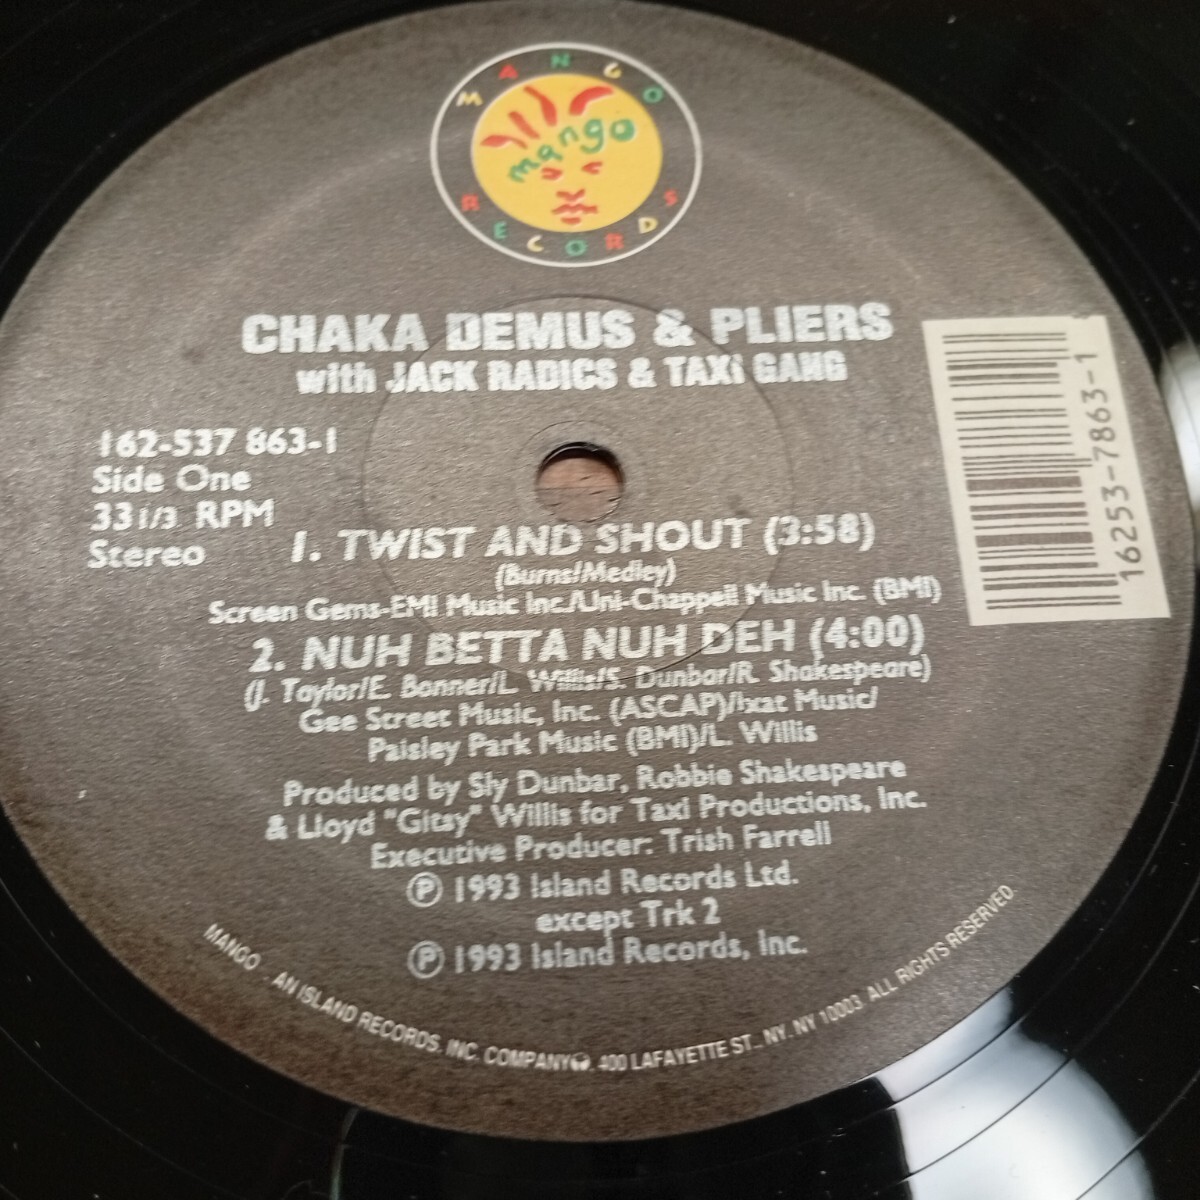 MANGO
mango
RECORDS
CHAKA DEMUS & PLIERS
with JACK RADICS & TAXI GANG
162-537 863-1
Side One
33 1/3 RPM
Stereo
16253-7863-1
1. TWIST AND SHOUT (3:58)
(Burns/Medley)
Screen Gems-EMI Music Inc./Uni-Chappell Music Inc. (BMI)
2. NUH BETTA NUH DEH (4:00)
(J. Taylor/E. Bonner/L. Willis/S. Dunbar/R. Shakespeare)
Gee Street Music, Inc. (ASCAP)/Ixat Music/
Paisley Park Music (BMI)/L. Willis
Produced by Sly Dunbar, Robbie Shakespeare
& Lloyd "Gitsy" Willis for Taxi Productions, Inc.
Executive Producer: Trish Farrell
Ⓟ 1993 Island Records Ltd.
except Trk 2
Ⓟ 1993 Island Records, Inc.
MANGO - AN ISLAND RECORDS, INC. COMPANY, 400 LAFAYETTE ST., NY, NY 10003 ALL RIGHTS RESERVED